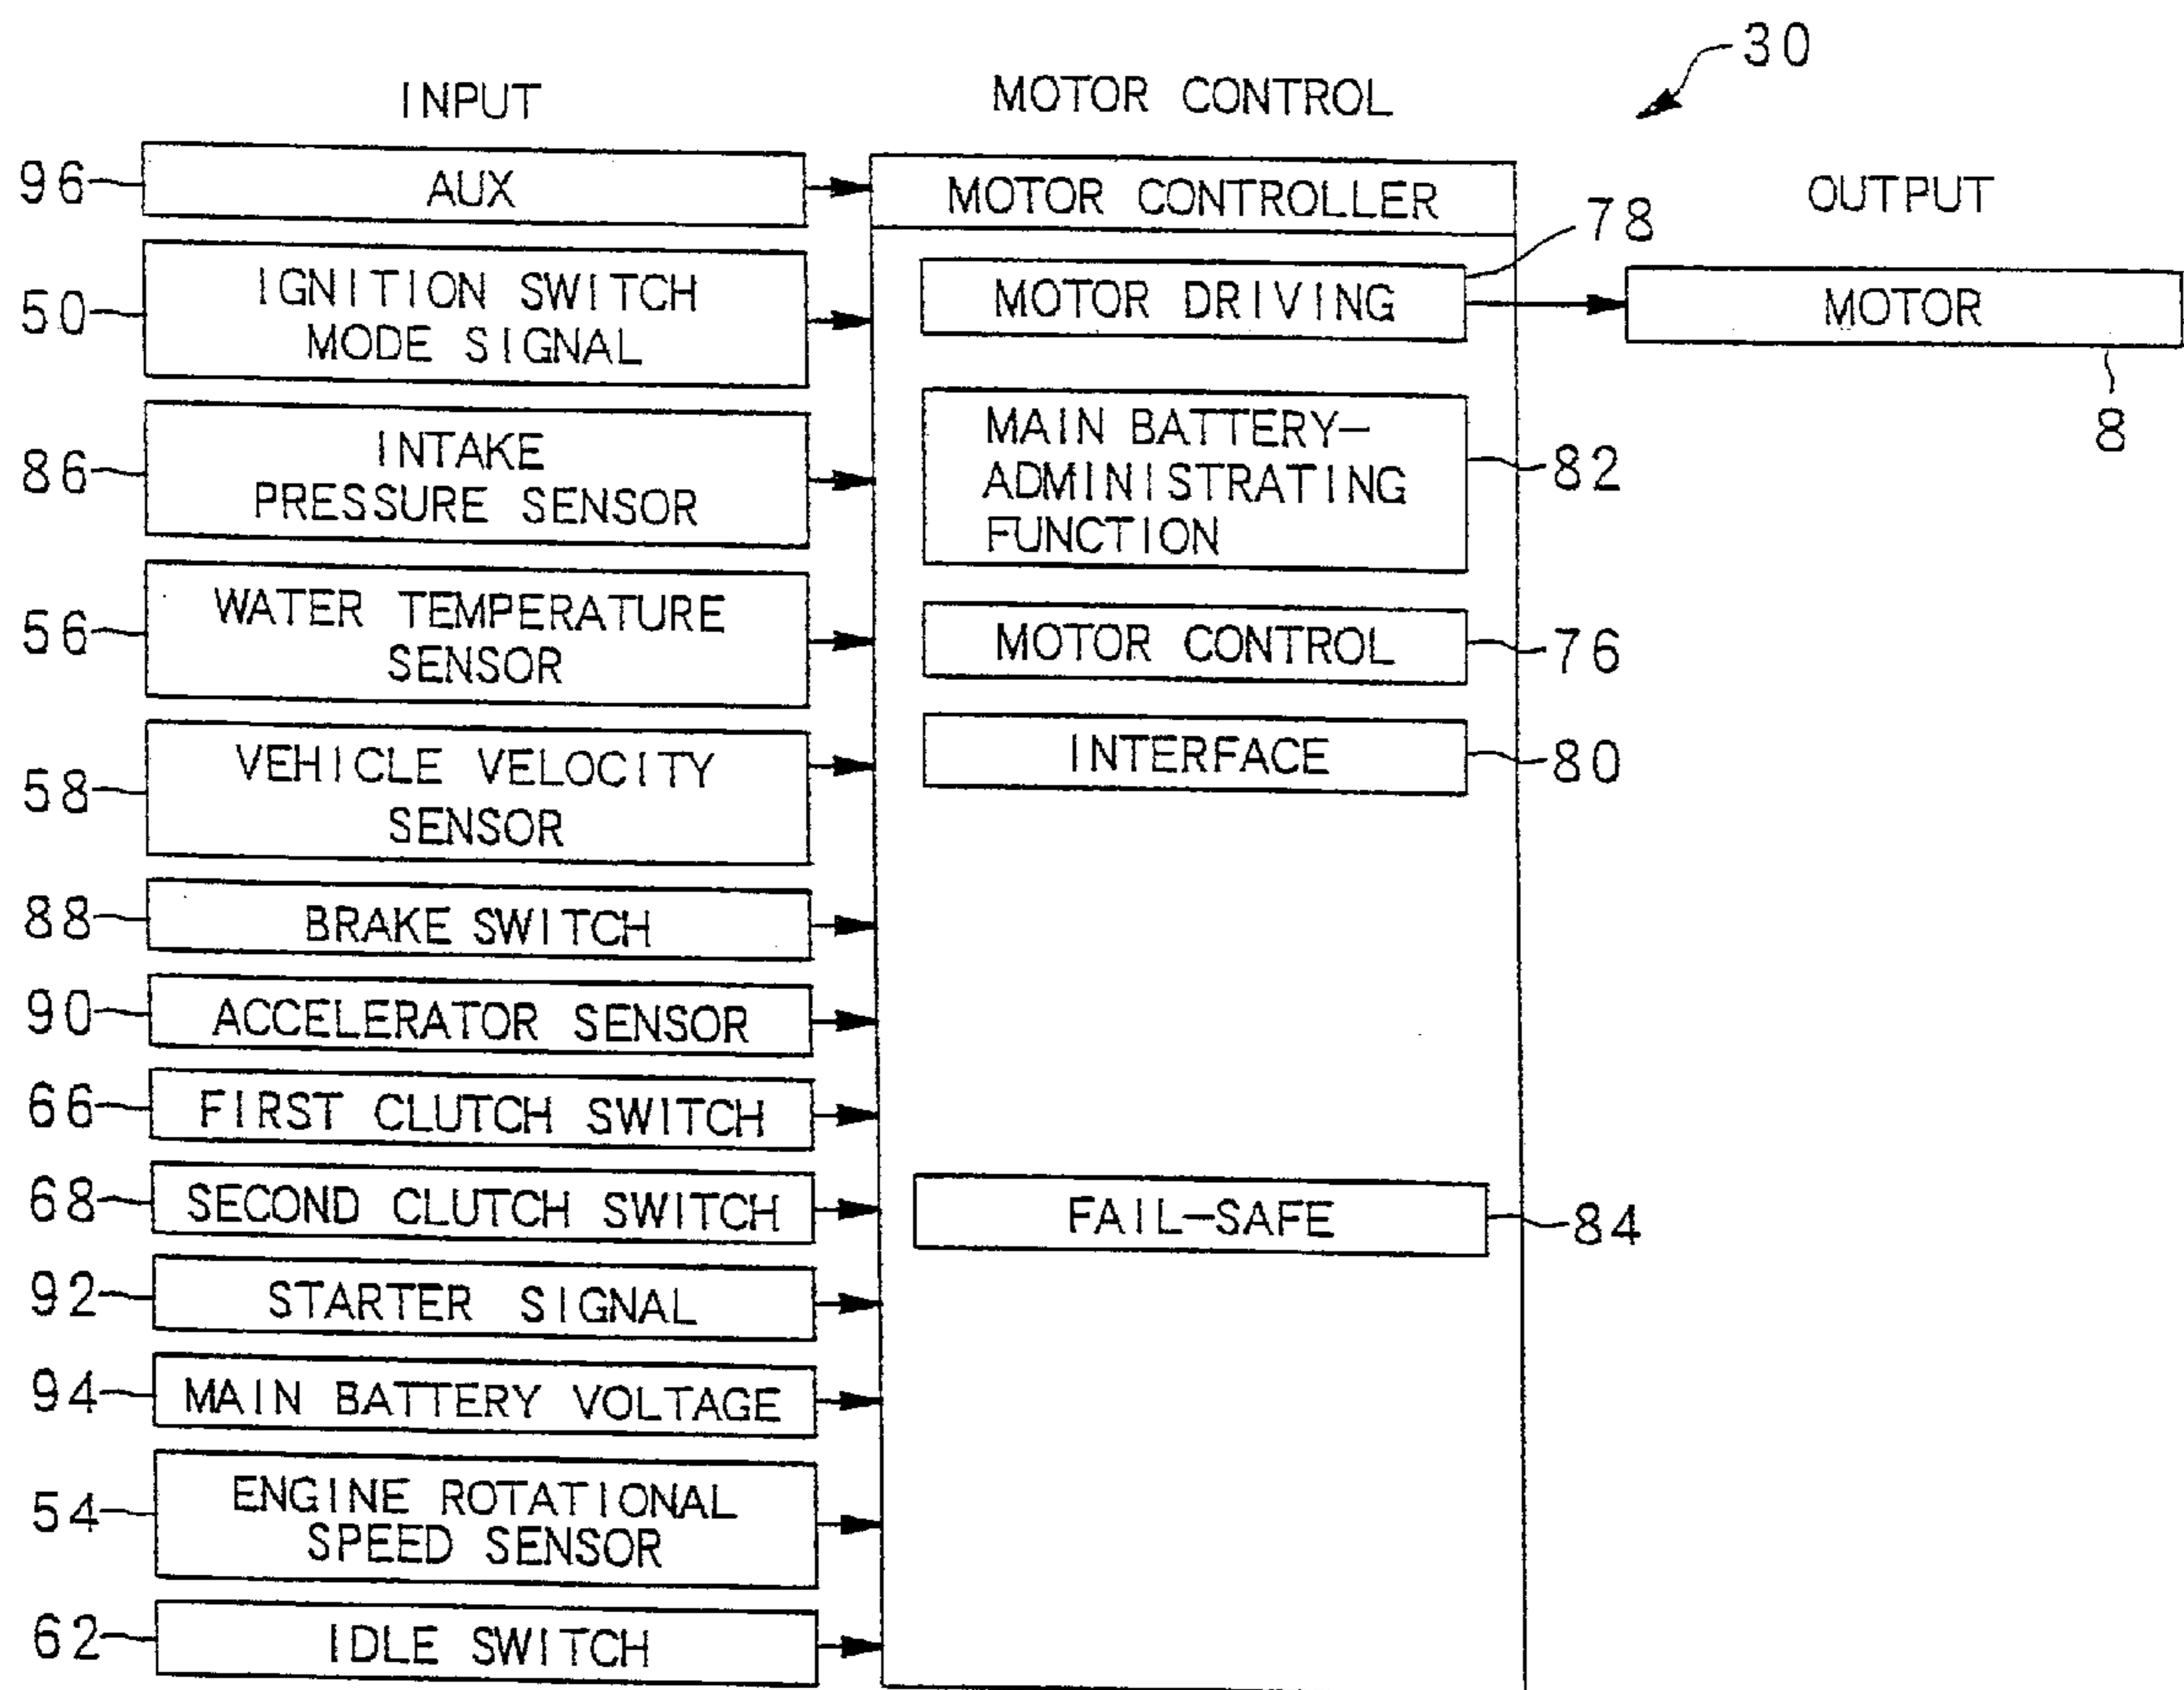 30
INPUT
MOTOR CONTROL
OUTPUT
96
AUX
50
IGNITION SWITCH
MODE SIGNAL
86
INTAKE
PRESSURE SENSOR
56
WATER TEMPERATURE
SENSOR
58
VEHICLE VELOCITY
SENSOR
88
BRAKE SWITCH
90
ACCELERATOR SENSOR
66
FIRST CLUTCH SWITCH
68
SECOND CLUTCH SWITCH
92
STARTER SIGNAL
94
MAIN BATTERY VOLTAGE
54
ENGINE ROTATIONAL
SPEED SENSOR
62
IDLE SWITCH
MOTOR CONTROLLER
MOTOR DRIVING
78
MAIN BATTERY-
ADMINISTRATING
FUNCTION
82
MOTOR CONTROL
76
INTERFACE
80
FAIL-SAFE
84
MOTOR
8